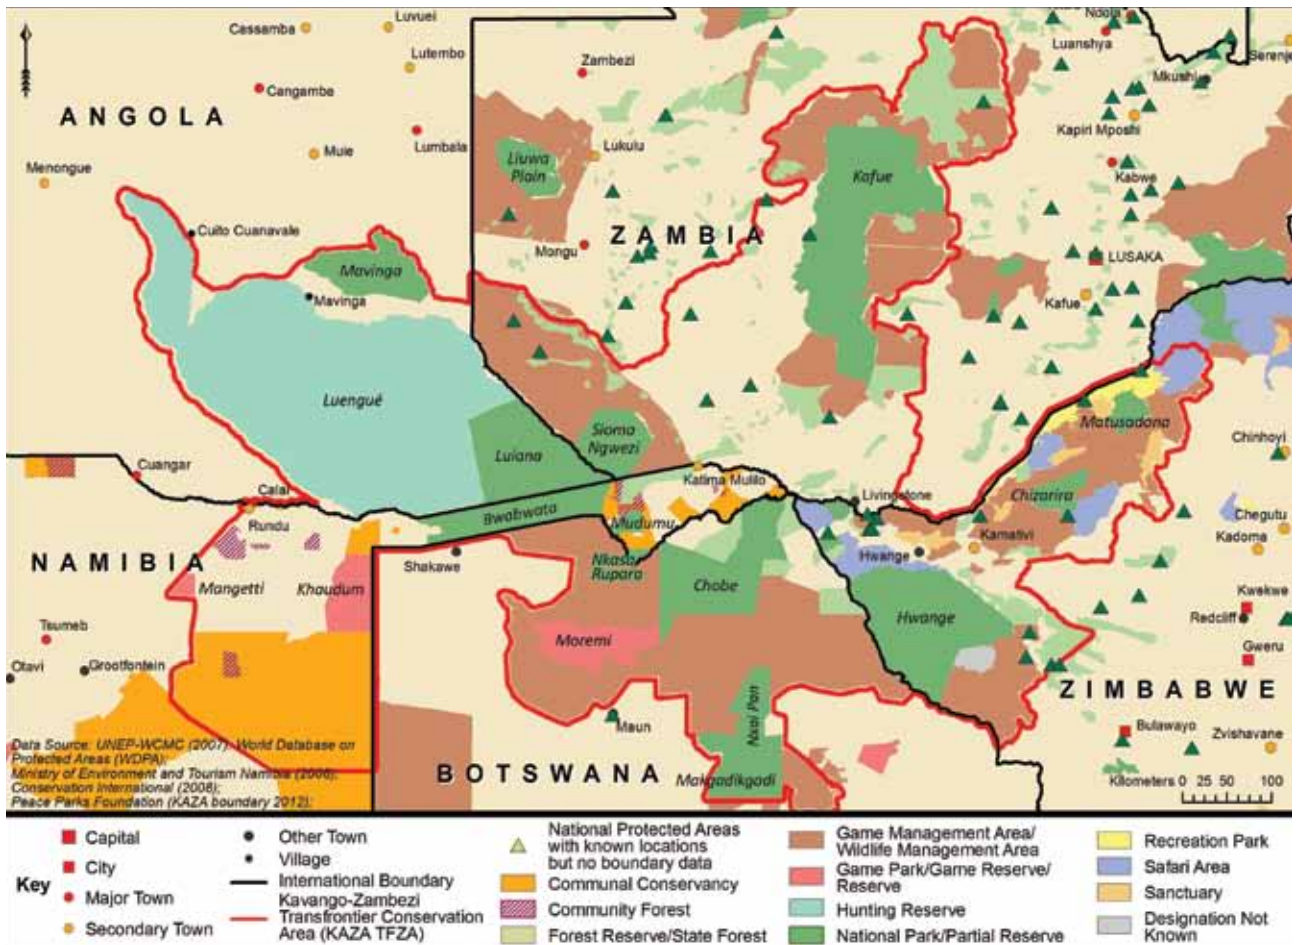 Cassamba
Luvuei
Lutembo
Cangamba
ANGOLA
Lumbala
Muie
Menongue
Cuito Cuanavale
Mavinga
Mavinga
Luengué
Luiana
Cuangar
Calai
Rundu
Zambezi
Lukulu
Liuwa
Plain
Mongu
ZAMBIA
Kafue
Ndola
Luanshya
Mkushi
Serenje
Kapiri Mposhi
Kabwe
LUSAKA
Kafue
Sioma
Ngwezi
Katima Mulilo
Bwabwata
Mudumu
Nkasa
Rupara
Livingstone
Matusadona
Chizarira
Chinhoyi
Chegutu
Kadoma
Kamativi
Hwange
Hwange
Kwekwe
Redcliff
Gweru
ZIMBABWE
Bulawayo
Zvishavane
NAMIBIA
Mangetti
Khaudum
Tsumeb
Otavi
Grootfontein
Shakawe
Chobe
Moremi
Maun
Nxai Pan
Makgadikgadi
BOTSWANA
Data Source: UNEP-WCMC (2007). World Database on
Protected Areas (WDPA);
Ministry of Environment and Tourism Namibia (2006);
Conservation International (2008);
Peace Parks Foundation (KAZA boundary 2012);
Kilometers 0 25 50 100
Key
Capital
City
Major Town
Secondary Town
Other Town
Village
International Boundary
Kavango-Zambezi
Transfrontier Conservation
Area (KAZA TFZA)
National Protected Areas
with known locations
but no boundary data
Communal Conservancy
Community Forest
Forest Reserve/State Forest
Game Management Area/
Wildlife Management Area
Game Park/Game Reserve/
Reserve
Hunting Reserve
National Park/Partial Reserve
Recreation Park
Safari Area
Sanctuary
Designation Not
Known